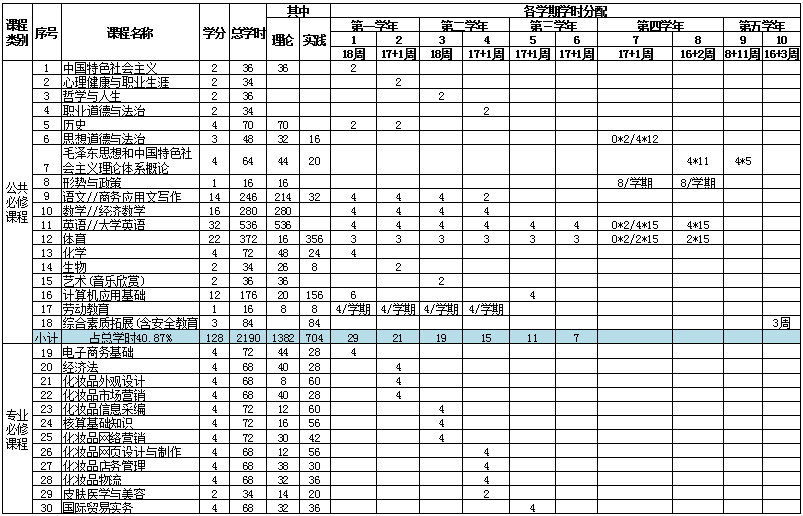 课程类别 序号 课程名称 学分 总学时 其中 各学期学时分配
理论 实践 第一学年 第二学年 第三学年 第四学年 第五学年
1 2 3 4 5 6 7 8 9 10
18周 17+1周 18周 17+1周 17+1周 17+1周 17+1周 16+2周 8+11周 16+3周
公共必修课程
1 中国特色社会主义 2 36 36 2
2 心理健康与职业生涯 2 34 2
3 哲学与人生 2 36 2
4 职业道德与法治 2 34 2
5 历史 4 70 70 2 2
6 思想道德与法治 3 48 32 16 0*2/4*12
7 毛泽东思想和中国特色社会主义理论体系概论 4 64 44 20 4*11 4*5
8 形势与政策 1 16 16 8/学期 8/学期
9 语文//商务应用文写作 14 246 214 32 4 4 4 2
10 数学//经济数学 16 280 280 4 4 4 4
11 英语//大学英语 32 536 536 4 4 4 4 4 4 0*2/4*15 4*15
12 体育 22 372 16 356 3 3 3 3 3 3 0*2/2*15 2*15
13 化学 4 72 48 24 4
14 生物 2 34 26 8 2
15 艺术(音乐欣赏) 2 36 36 2
16 计算机应用基础 12 176 20 156 6 4
17 劳动教育 1 16 8 8 4/学期 4/学期 4/学期 4/学期
18 综合素质拓展(含安全教育 3 84 84 3周
小计 占总学时40.87% 128 2190 1382 704 29 21 19 15 11 7
专业必修课程
19 电子商务基础 4 72 44 28 4
20 经济法 4 68 40 28 4
21 化妆品外观设计 4 68 8 60 4
22 化妆品市场营销 4 68 40 28 4
23 化妆品信息采编 4 72 12 60 4
24 核算基础知识 4 72 16 56 4
25 化妆品网络营销 4 72 30 42 4
26 化妆品网页设计与制作 4 68 12 56 4
27 化妆品店务管理 4 68 38 30 4
28 化妆品物流 4 68 32 36 4
29 皮肤医学与美容 2 34 14 20 2
30 国际贸易实务 4 68 32 36 4